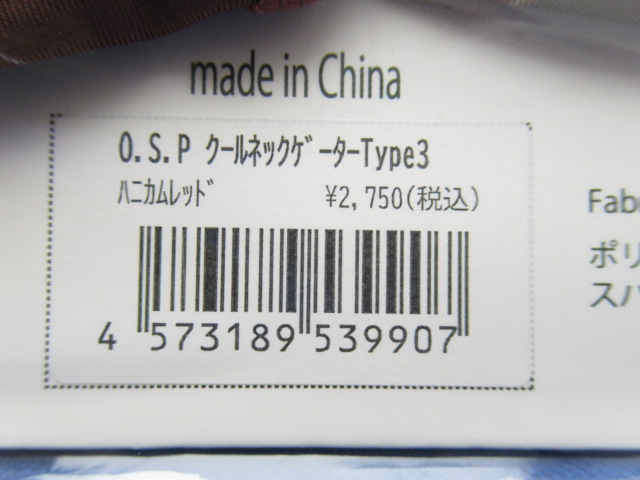 made in China
O.S.P ｸｰﾙﾈｯｸｹﾞｰﾀｰType3
ﾊﾆｶﾑﾚｯﾄﾞ ¥2,750(税込)
4 573189 539907
Fab
ポリ
スパ